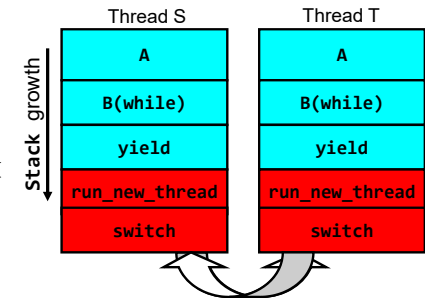 Thread S
Thread T
Stack growth
A
B(while)
yield
run_new_thread
switch
A
B(while)
yield
run_new_thread
switch